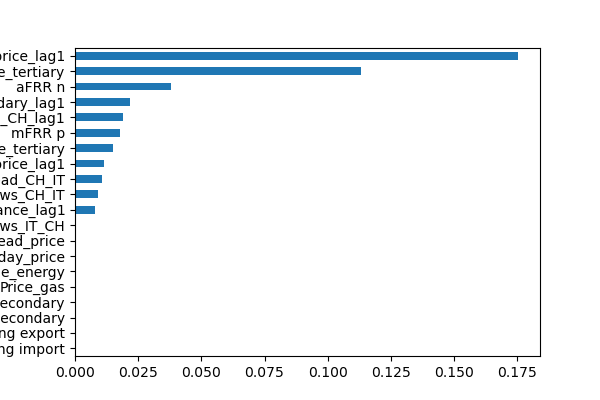 price_lag1
e_tertiary
aFRR n
dary_lag1
_CH_lag1
mFRR p
e_tertiary
price_lag1
ad_CH_IT
ws_CH_IT
ance_lag1
ws_IT_CH
ead_price
day_price
e_energy
Price_gas
econdary
econdary
ng export
ng import
0.000 0.025 0.050 0.075 0.100 0.125 0.150 0.175